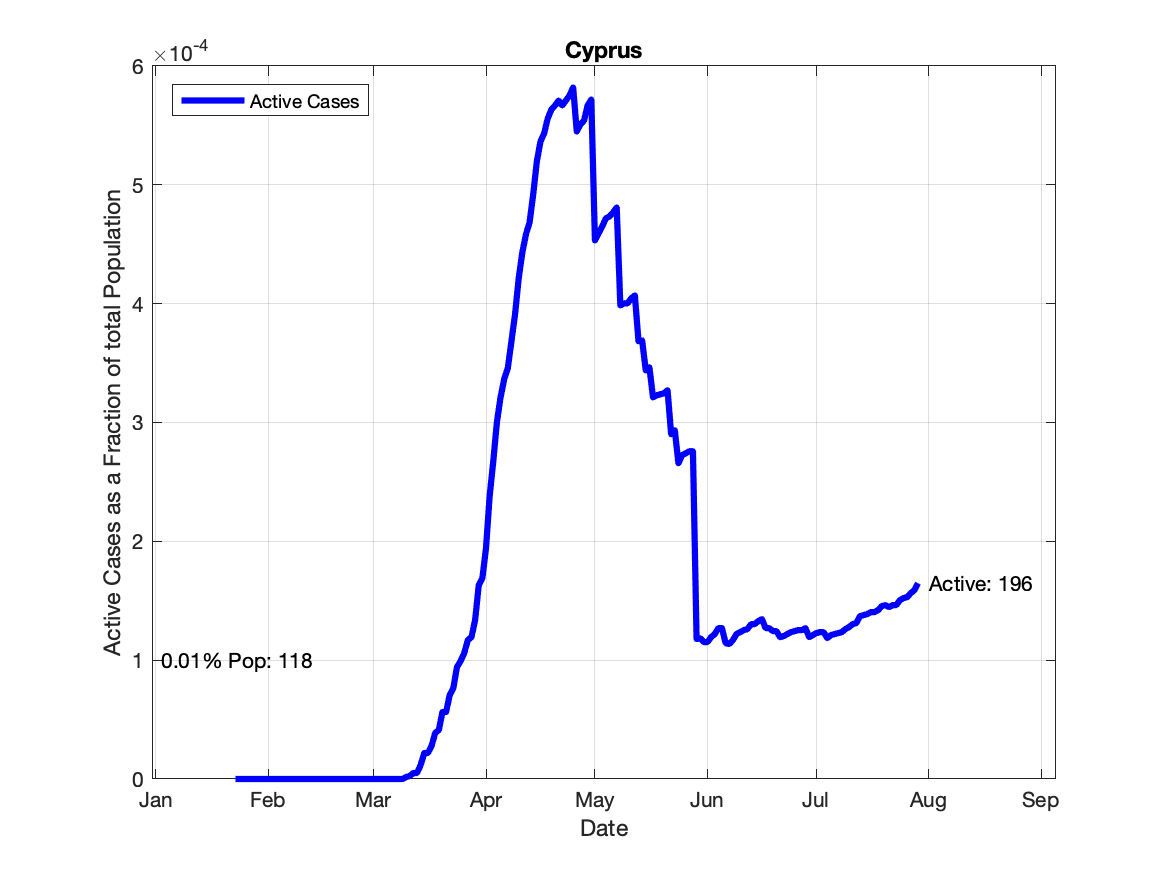 Cyprus
×10-4
Active Cases
6
5
4
3
2
1
0
Active Cases as a Fraction of total Population
0.01% Pop: 118
Active: 196
Jan Feb Mar Apr May Jun Jul Aug Sep
Date